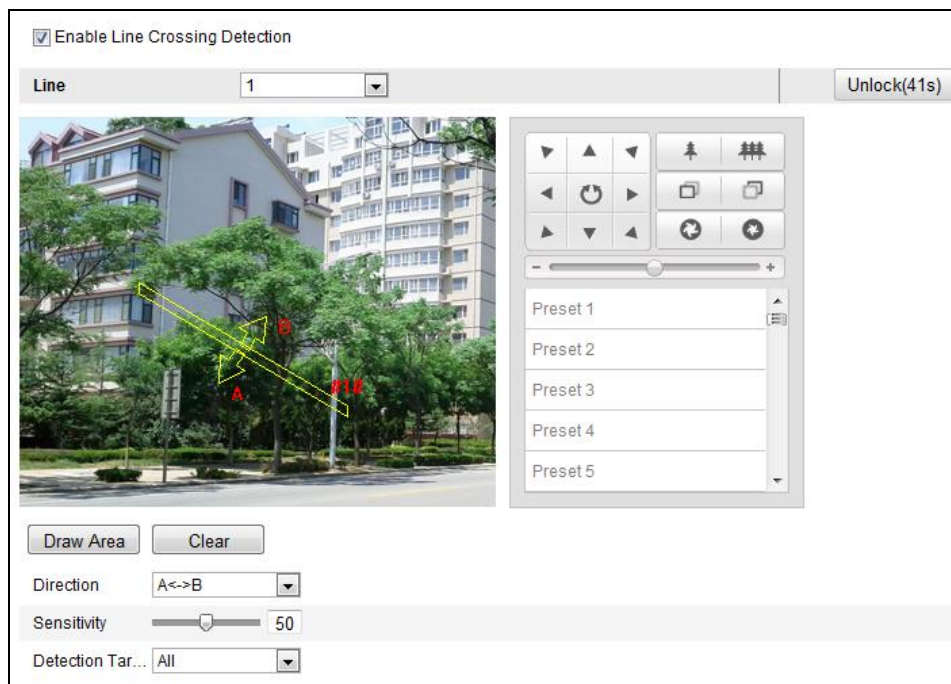 Enable Line Crossing Detection
Line 1 Unlock(41s)
B
A
#1#
Preset 1
Preset 2
Preset 3
Preset 4
Preset 5
Draw Area Clear
Direction A<->B
Sensitivity 50
Detection Tar... All